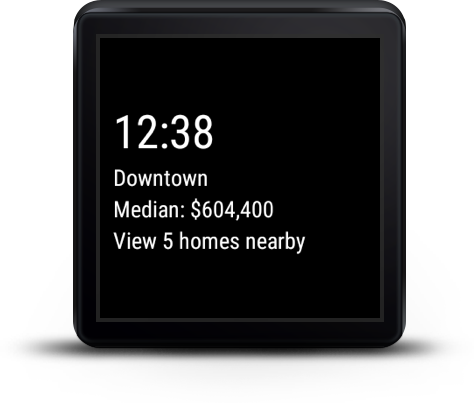 12:38
Downtown
Median: $604,400
View 5 homes nearby